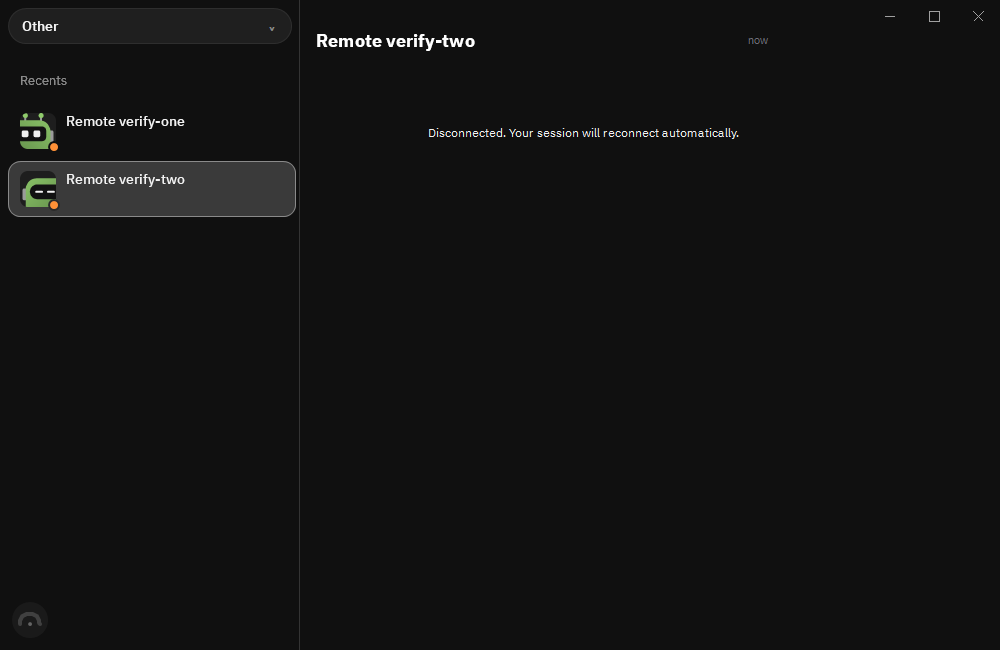 Other
Recents
Remote verify-one
Remote verify-two
Remote verify-two
now
Disconnected. Your session will reconnect automatically.